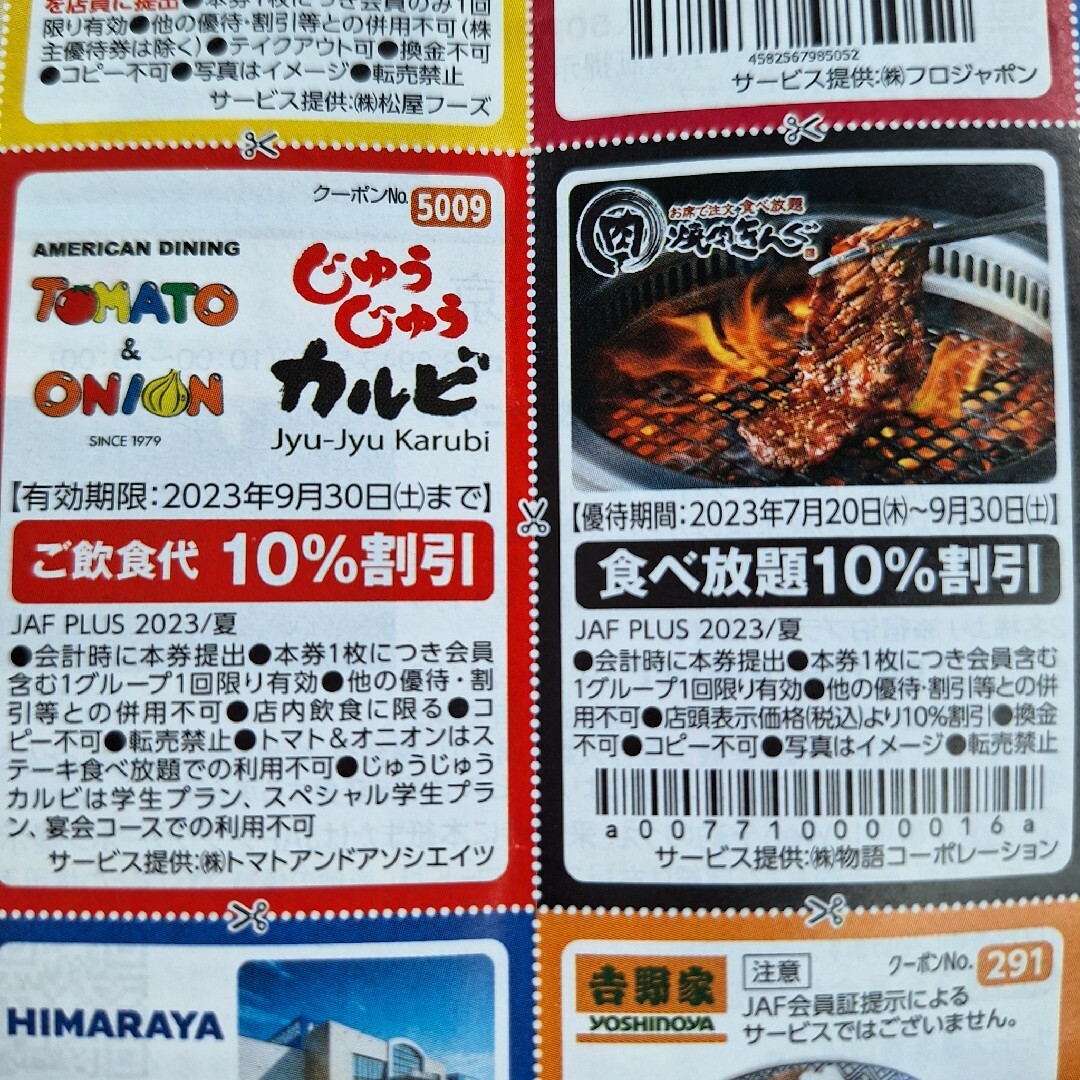 を店員に提出●本券1枚につき会員のみ1回
限り有効●他の優待・割引等との併用不可(株
主優待券は除く)●テイクアウト可●換金不可
●コピー不可●写真はイメージ●転売禁止
サービス提供:㈱松屋フーズ
4582567985052
サービス提供:㈱フロジャポン
クーポンNo. 5009
AMERICAN DINING
TOMATO
&
ONION
SINCE 1979
じゅう
じゅう
カルビ
Jyu-Jyu Karubi
【有効期限:2023年9月30日㈯まで】
ご飲食代 10%割引
JAF PLUS 2023/夏
●会計時に本券提出●本券1枚につき会員
含む1グループ1回限り有効●他の優待・割
引等との併用不可●店内飲食に限る●コ
ピー不可●転売禁止●トマト&オニオンはス
テーキ食べ放題での利用不可●じゅうじゅう
カルビは学生プラン、スペシャル学生プラ
ン、宴会コースでの利用不可
サービス提供:㈱トマトアンドアソシエイツ
肉
お席で注文 食べ放題
焼肉きんぐ
【優待期間:2023年7月20日㈭~9月30日㈯】
食べ放題10%割引
JAF PLUS 2023/夏
●会計時に本券提出●本券1枚につき会員含む
1グループ1回限り有効●他の優待・割引等との併
用不可●店頭表示価格(税込)より10%割引●換金
不可●コピー不可●写真はイメージ●転売禁止
a0077100000016a
サービス提供:㈱物語コーポレーション
HIMARAYA
吉野家
YOSHINOYA
注意
クーポンNo. 291
JAF会員証提示による
サービスではございません。